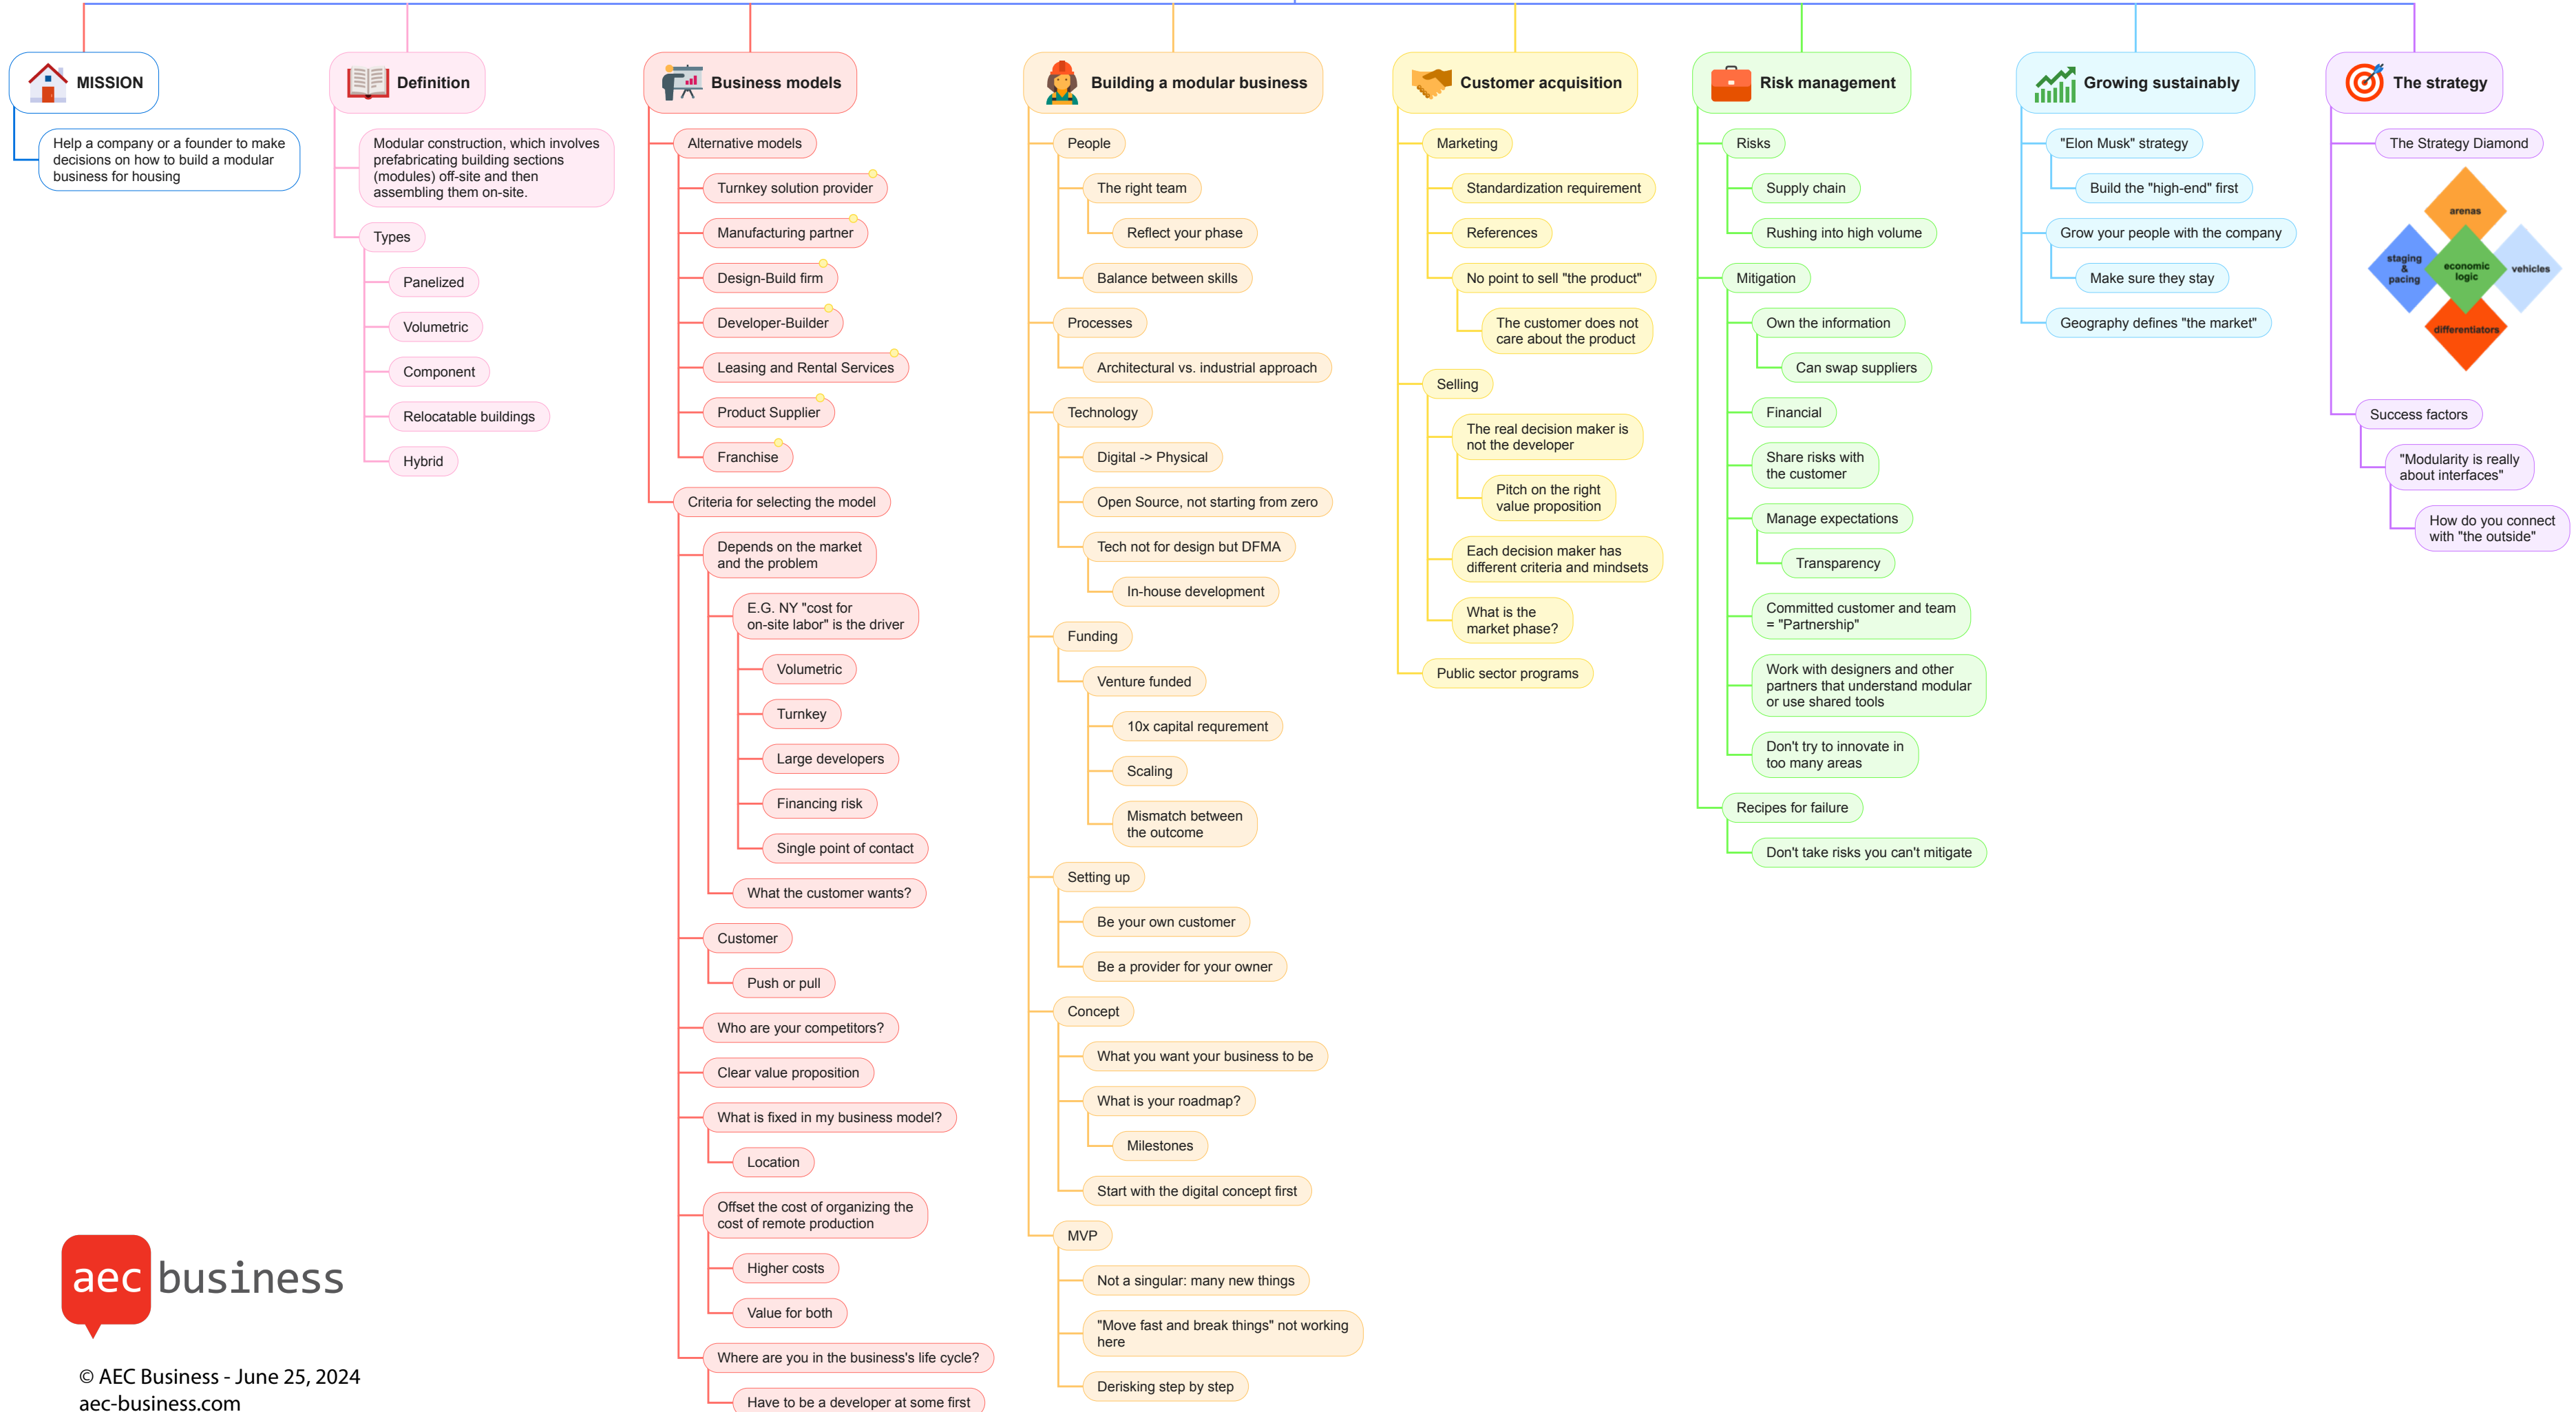 MISSION
Help a company or a founder to make
decisions on how to build a modular
business for housing
Definition
Modular construction, which involves
prefabricating building sections
(modules) off-site and then
assembling them on-site.
Types
Panelized
Volumetric
Component
Relocatable buildings
Hybrid
Business models
Alternative models
Turnkey solution provider
Manufacturing partner
Design-Build firm
Developer-Builder
Leasing and Rental Services
Product Supplier
Franchise
Criteria for selecting the model
Depends on the market
and the problem
E.G. NY "cost for
on-site labor" is the driver
Volumetric
Turnkey
Large developers
Financing risk
Single point of contact
What the customer wants?
Customer
Push or pull
Who are your competitors?
Clear value proposition
What is fixed in my business model?
Location
Offset the cost of organizing the
cost of remote production
Higher costs
Value for both
Where are you in the business's life cycle?
Have to be a developer at some first
Building a modular business
People
The right team
Reflect your phase
Balance between skills
Processes
Architectural vs. industrial approach
Technology
Digital -> Physical
Open Source, not starting from zero
Tech not for design but DFMA
In-house development
Funding
Venture funded
10x capital requrement
Scaling
Mismatch between
the outcome
Setting up
Be your own customer
Be a provider for your owner
Concept
What you want your business to be
What is your roadmap?
Milestones
Start with the digital concept first
MVP
Not a singular: many new things
"Move fast and break things" not working
here
Derisking step by step
Customer acquisition
Marketing
Standardization requirement
References
No point to sell "the product"
The customer does not
care about the product
Selling
The real decision maker is
not the developer
Pitch on the right
value proposition
Each decision maker has
different criteria and mindsets
What is the
market phase?
Public sector programs
Risk management
Risks
Supply chain
Rushing into high volume
Mitigation
Own the information
Can swap suppliers
Financial
Share risks with
the customer
Manage expectations
Transparency
Committed customer and team
= "Partnership"
Work with designers and other
partners that understand modular
or use shared tools
Don't try to innovate in
too many areas
Recipes for failure
Don't take risks you can't mitigate
Growing sustainably
"Elon Musk" strategy
Build the "high-end" first
Grow your people with the company
Make sure they stay
Geography defines "the market"
The strategy
The Strategy Diamond
arenas
staging
&
pacing
economic
logic
vehicles
differentiators
Success factors
"Modularity is really
about interfaces"
How do you connect
with "the outside"
aec business
© AEC Business - June 25, 2024
aec-business.com